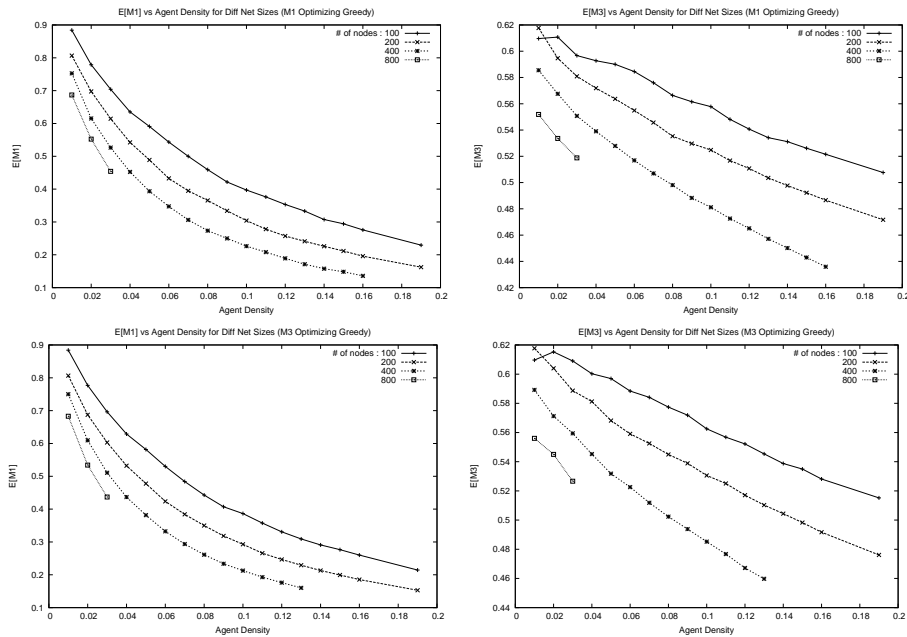 E[M1] vs Agent Density for Diff Net Sizes (M1 Optimizing Greedy)
# of nodes : 100
200
400
800
E[M1]
0.9
0.8
0.7
0.6
0.5
0.4
0.3
0.2
0.1
0 0.02 0.04 0.06 0.08 0.1 0.12 0.14 0.16 0.18 0.2
Agent Density
E[M3] vs Agent Density for Diff Net Sizes (M1 Optimizing Greedy)
# of nodes : 100
200
400
800
E[M3]
0.62
0.6
0.58
0.56
0.54
0.52
0.5
0.48
0.46
0.44
0.42
0 0.02 0.04 0.06 0.08 0.1 0.12 0.14 0.16 0.18 0.2
Agent Density
E[M1] vs Agent Density for Diff Net Sizes (M3 Optimizing Greedy)
# of nodes : 100
200
400
800
E[M1]
0.9
0.8
0.7
0.6
0.5
0.4
0.3
0.2
0.1
0 0.02 0.04 0.06 0.08 0.1 0.12 0.14 0.16 0.18 0.2
Agent Density
E[M3] vs Agent Density for Diff Net Sizes (M3 Optimizing Greedy)
# of nodes : 100
200
400
800
E[M3]
0.62
0.6
0.58
0.56
0.54
0.52
0.5
0.48
0.46
0.44
0 0.02 0.04 0.06 0.08 0.1 0.12 0.14 0.16 0.18 0.2
Agent Density